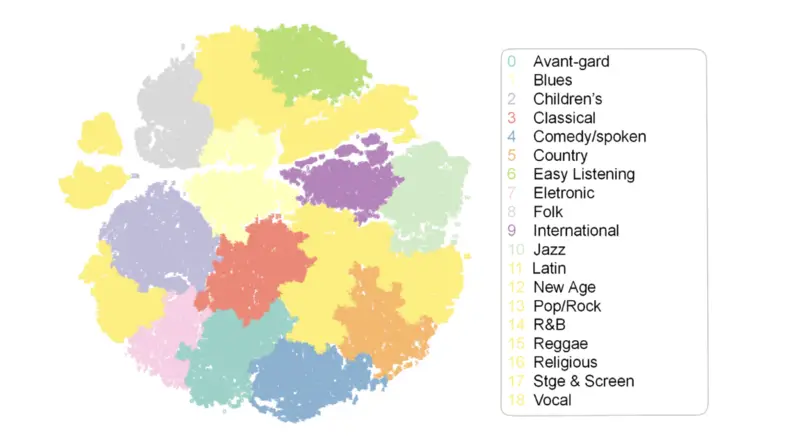 0 Avant-gard
1 Blues
2 Children's
3 Classical
4 Comedy/spoken
5 Country
6 Easy Listening
7 Eletronic
8 Folk
9 International
10 Jazz
11 Latin
12 New Age
13 Pop/Rock
14 R&B
15 Reggae
16 Religious
17 Stge & Screen
18 Vocal